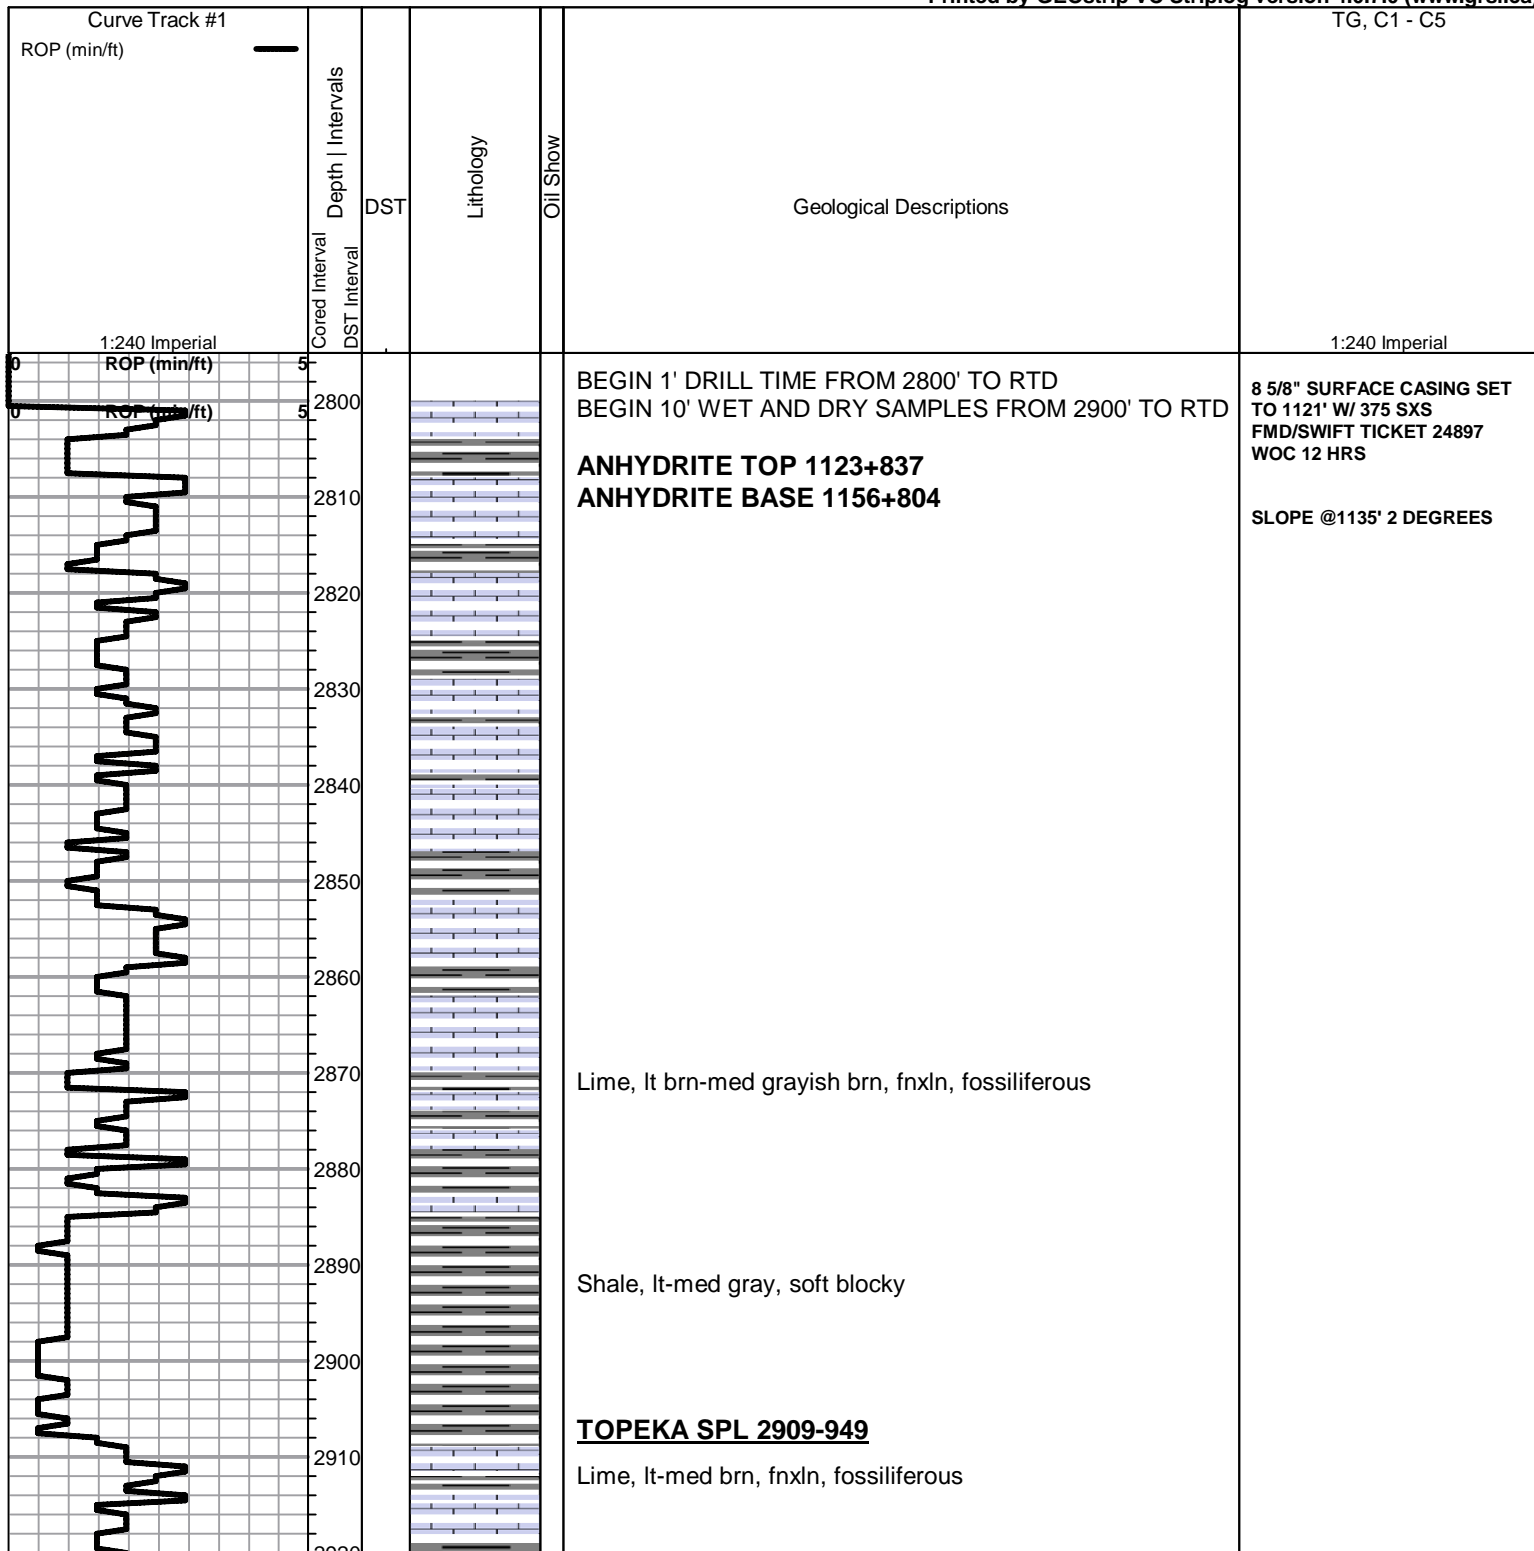 Curve Track #1
ROP (min/ft)
1:240 Imperial
Cored Interval
Depth | Intervals
DST Interval
DST
Lithology
Oil Show
Geological Descriptions
TG, C1 - C5
1:240 Imperial
0 ROP (min/ft) 5
0 ROP (min/ft) 5
2800
2810
2820
2830
2840
2850
2860
2870
2880
2890
2900
2910
BEGIN 1' DRILL TIME FROM 2800' TO RTD
BEGIN 10' WET AND DRY SAMPLES FROM 2900' TO RTD
ANHYDRITE TOP 1123+837
ANHYDRITE BASE 1156+804
Lime, lt brn-med grayish brn, fnxln, fossiliferous
Shale, lt-med gray, soft blocky
TOPEKA SPL 2909-949
Lime, lt-med brn, fnxln, fossiliferous
8 5/8" SURFACE CASING SET
TO 1121' W/ 375 SXS
FMD/SWIFT TICKET 24897
WOC 12 HRS
SLOPE @1135' 2 DEGREES